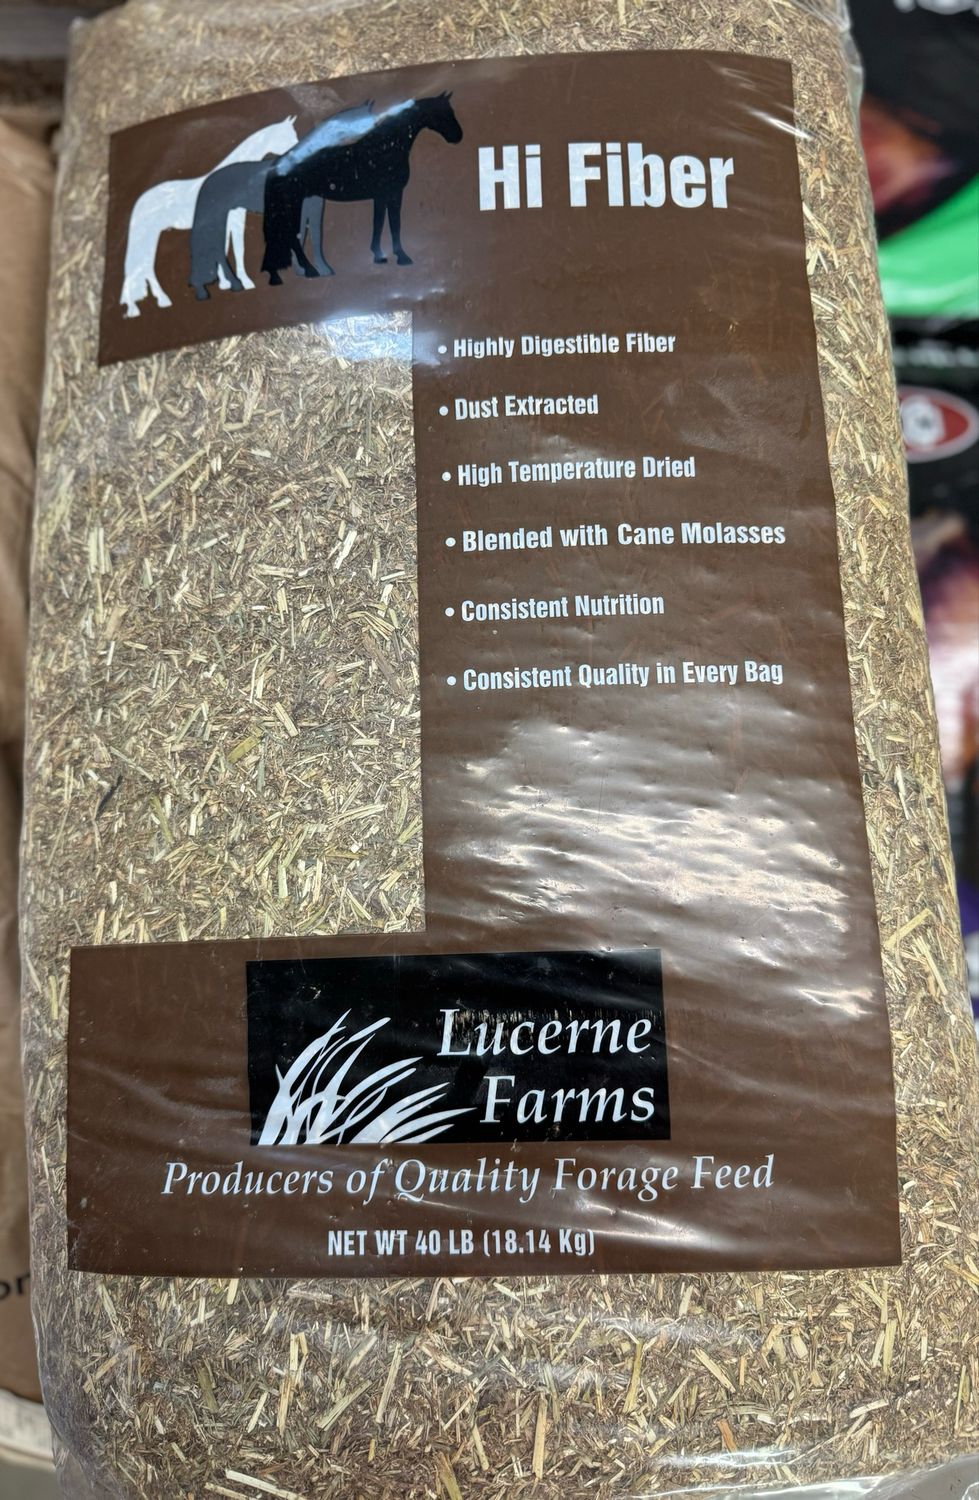 Hi Fiber
• Highly Digestible Fiber
• Dust Extracted
• High Temperature Dried
• Blended with Cane Molasses
• Consistent Nutrition
• Consistent Quality in Every Bag
Lucerne
Farms
Producers of Quality Forage Feed
NET WT 40 LB (18.14 Kg)